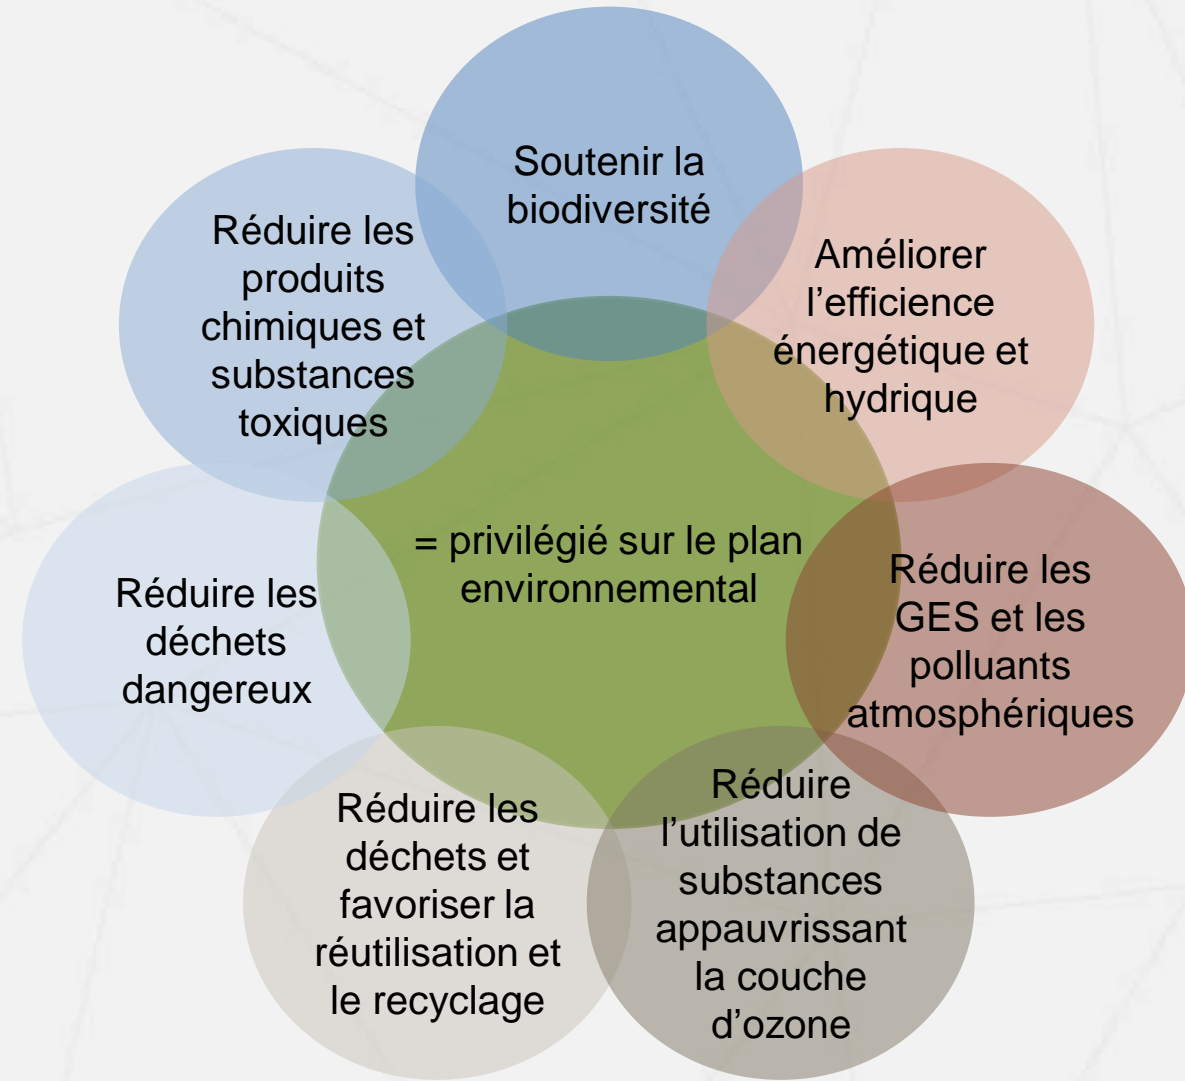 Soutenir la
biodiversité
Améliorer
l’efficience
énergétique et
hydrique
Réduire les
GES et les
polluants
atmosphériques
Réduire
l’utilisation de
substances
appauvrissant
la couche
d’ozone
Réduire les
déchets et
favoriser la
réutilisation et
le recyclage
Réduire les
déchets
dangereux
Réduire les
produits
chimiques et
substances
toxiques
= privilégié sur le plan
environnemental